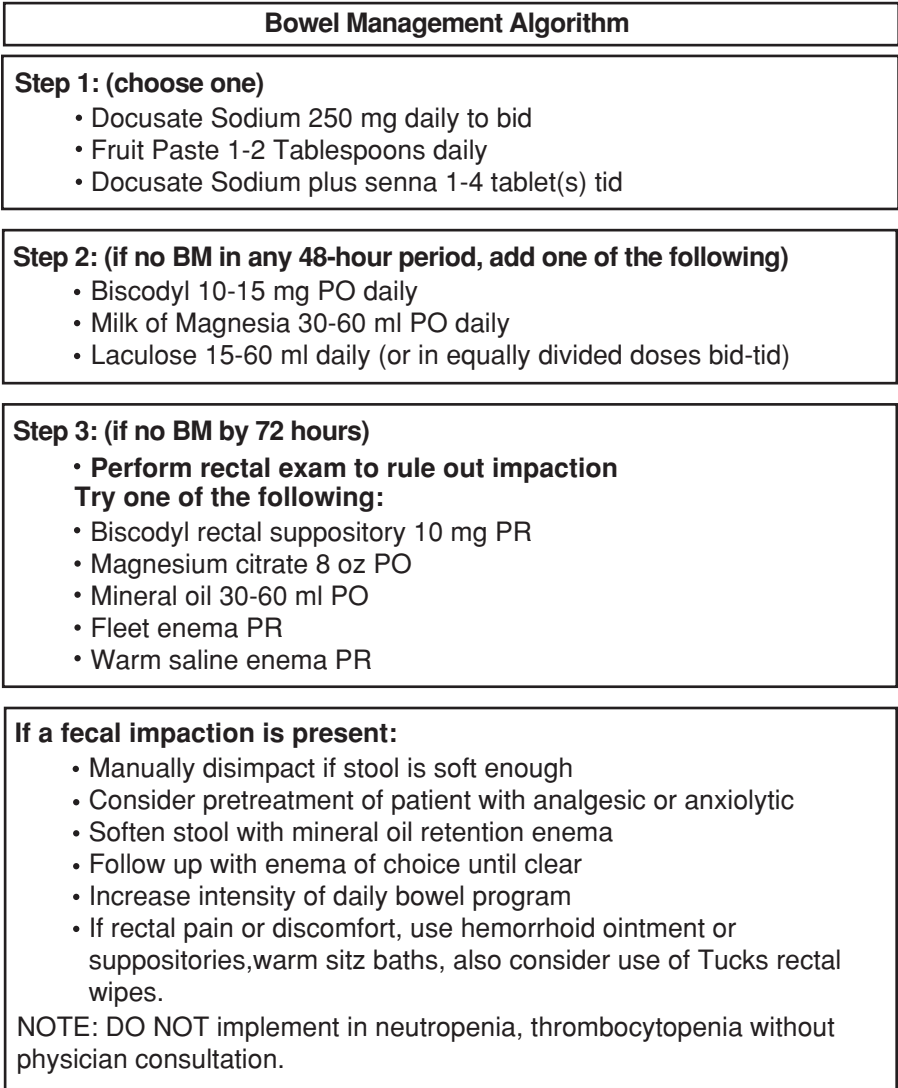 Bowel Management Algorithm
Step 1: (choose one)
• Docusate Sodium 250 mg daily to bid
• Fruit Paste 1-2 Tablespoons daily
• Docusate Sodium plus senna 1-4 tablet(s) tid
Step 2: (if no BM in any 48-hour period, add one of the following)
• Biscodyl 10-15 mg PO daily
• Milk of Magnesia 30-60 ml PO daily
• Laculose 15-60 ml daily (or in equally divided doses bid-tid)
Step 3: (if no BM by 72 hours)
• Perform rectal exam to rule out impaction
Try one of the following:
• Biscodyl rectal suppository 10 mg PR
• Magnesium citrate 8 oz PO
• Mineral oil 30-60 ml PO
• Fleet enema PR
• Warm saline enema PR
If a fecal impaction is present:
• Manually disimpact if stool is soft enough
• Consider pretreatment of patient with analgesic or anxiolytic
• Soften stool with mineral oil retention enema
• Follow up with enema of choice until clear
• Increase intensity of daily bowel program
• If rectal pain or discomfort, use hemorrhoid ointment or
suppositories,warm sitz baths, also consider use of Tucks rectal
wipes.
NOTE: DO NOT implement in neutropenia, thrombocytopenia without
physician consultation.